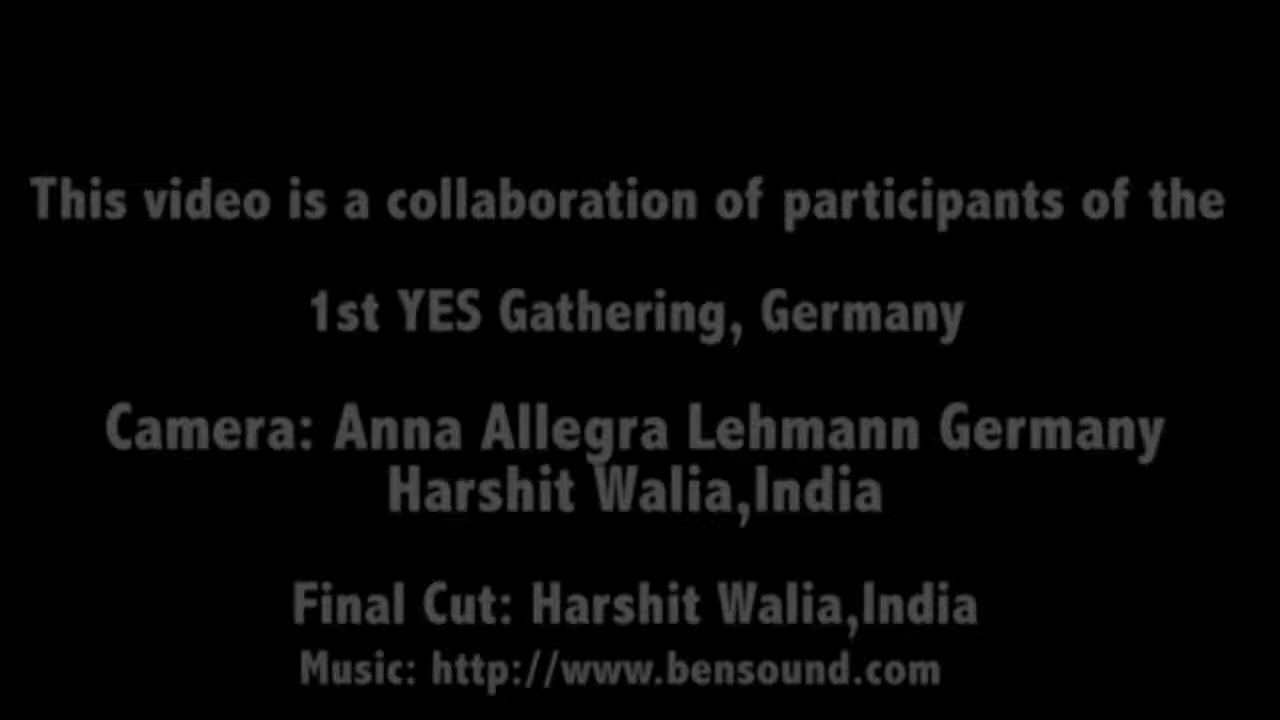 This video is a collaboration of participants of the
1st YES Gathering, Germany
Camera: Anna Allegra Lehmann Germany
Harshit Walia,India
Final Cut: Harshit Walia,India
Music: http://www.bensound.com